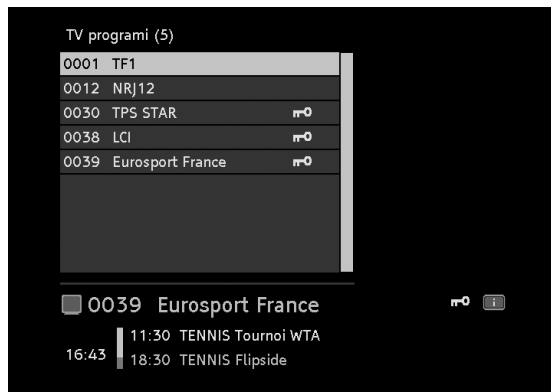 TV programi (5)
0001 TF1
0012 NRJ12
0030 TPS STAR
0038 LCI
0039 Eurosport France
0039 Eurosport France
11:30 TENNIS Tournoi WTA
16:43
18:30 TENNIS Flipside